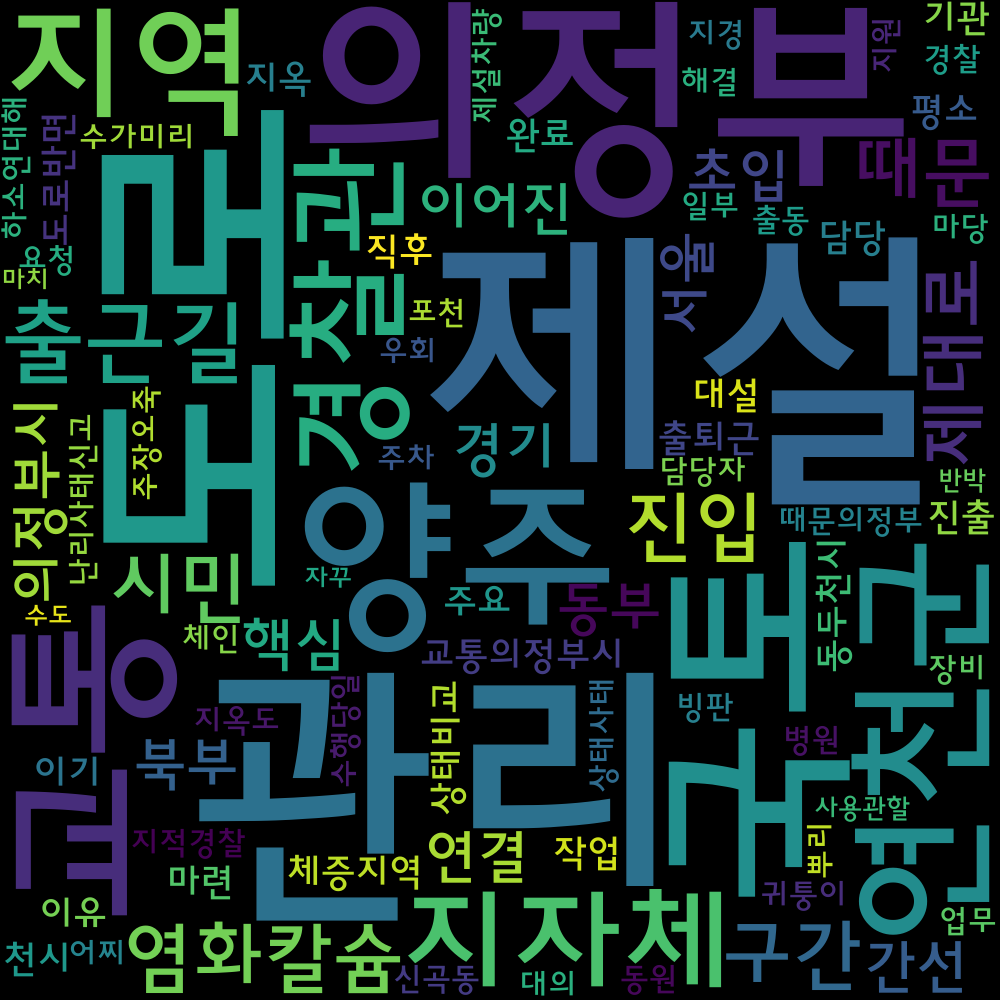 지역
의정부
제설차량
지경
지원
기관
지옥
해결
경찰
하소연대해
도로반면
수가미리
완료
평소
도로
경찰관
이어진
초입
때문
일부
출동
담당
마당
요청
직후
서울
마치
포천
제대로
제설
출근길
우회
의정부시
난리사태신고
주장오죽
대설
경기
출퇴근
주차
담당자
반박
양주
진입
때문의정부
진출
시민
자꾸
주요
동부
국토
동두천시
연천군
수도
체인
핵심
교통의정부시
장비
교통
관리
지옥도
수행당일
상태비교
상태사태
빙판
병원
북부
이기
사용관할
지적경찰
체증지역
연결
작업
뿌리
마련
귀퉁이
이유
염화칼슘
지자체
구간
간선
업무
천시
어찌
신곡동
대의
동원